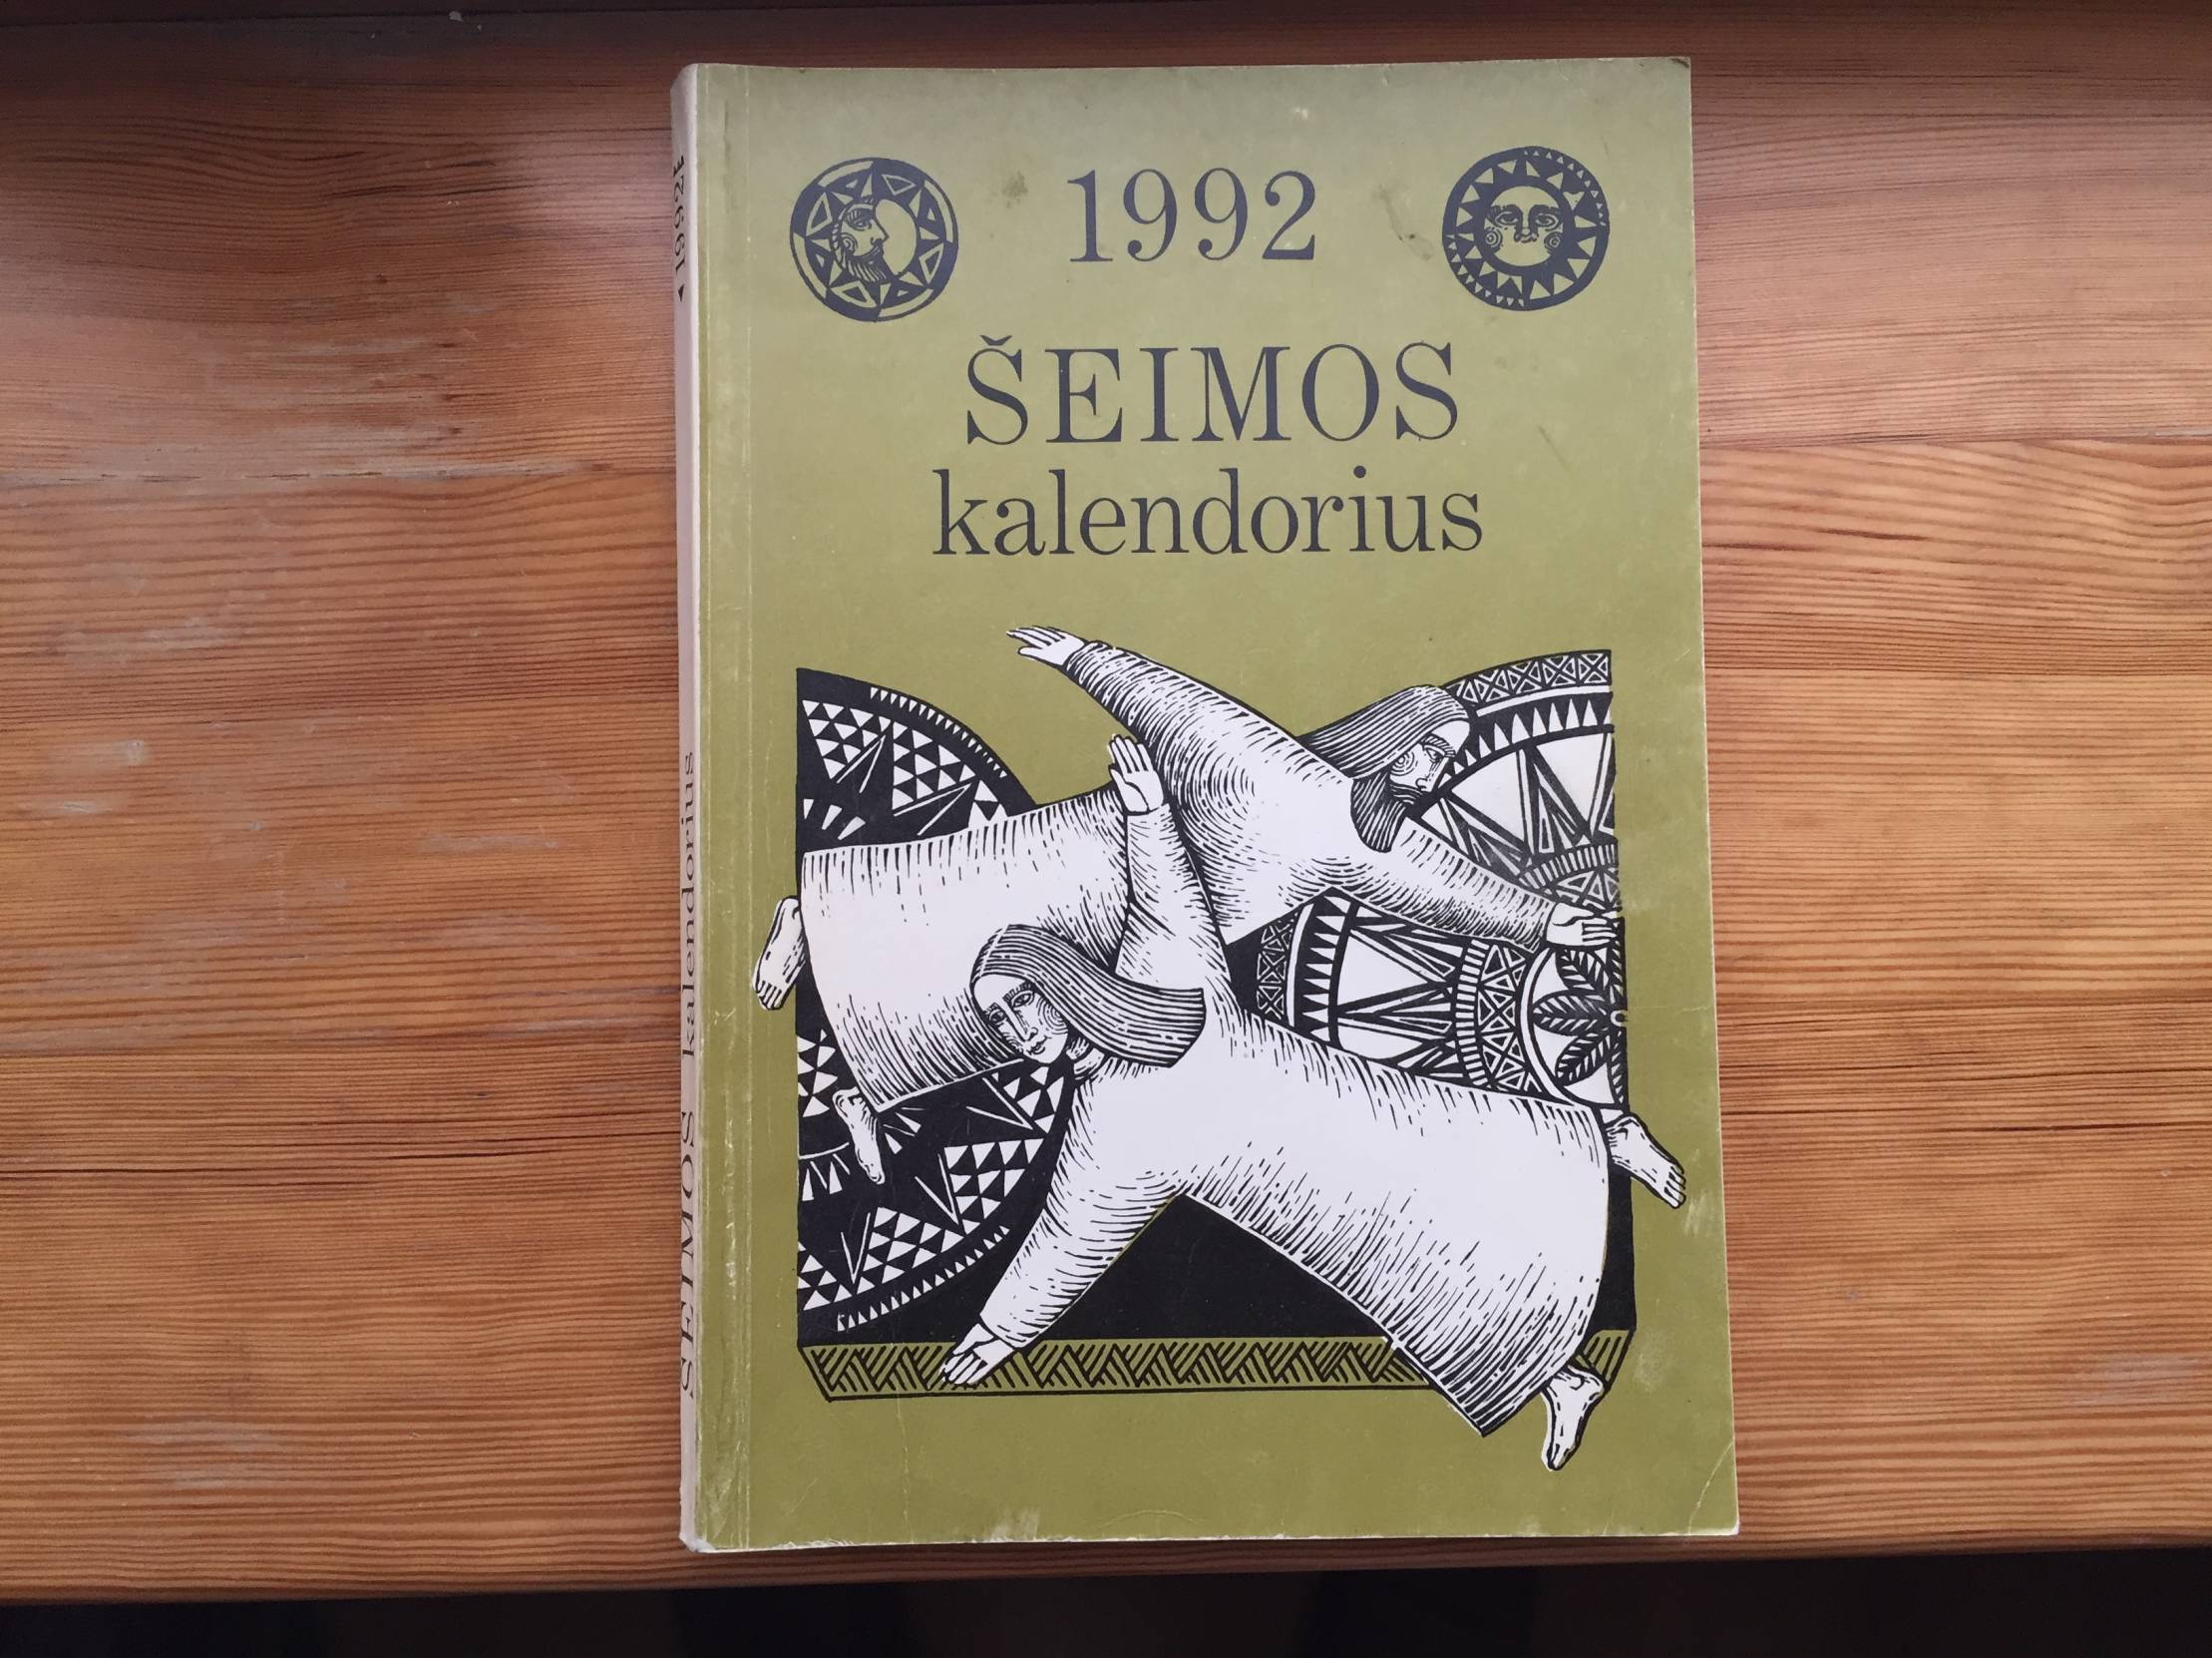 1992
ŠEIMOS
kalendorius
ŠEIMOS kalendorius ▲ 1992